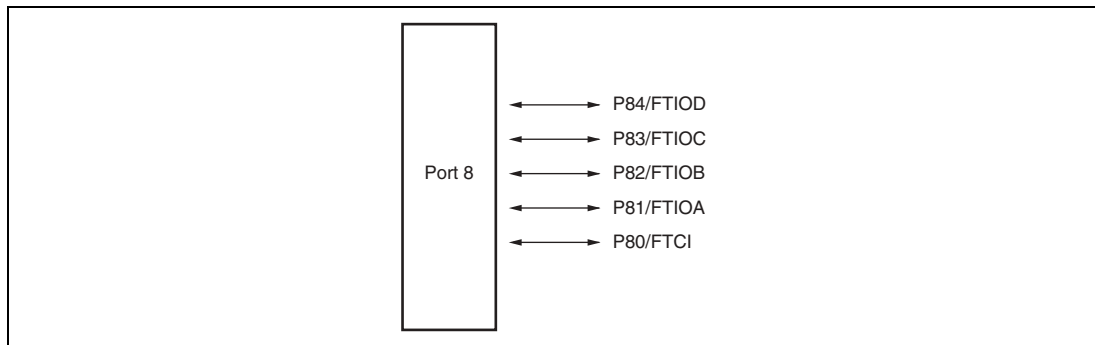 Port 8
P84/FTIOD
P83/FTIOC
P82/FTIOB
P81/FTIOA
P80/FTCI